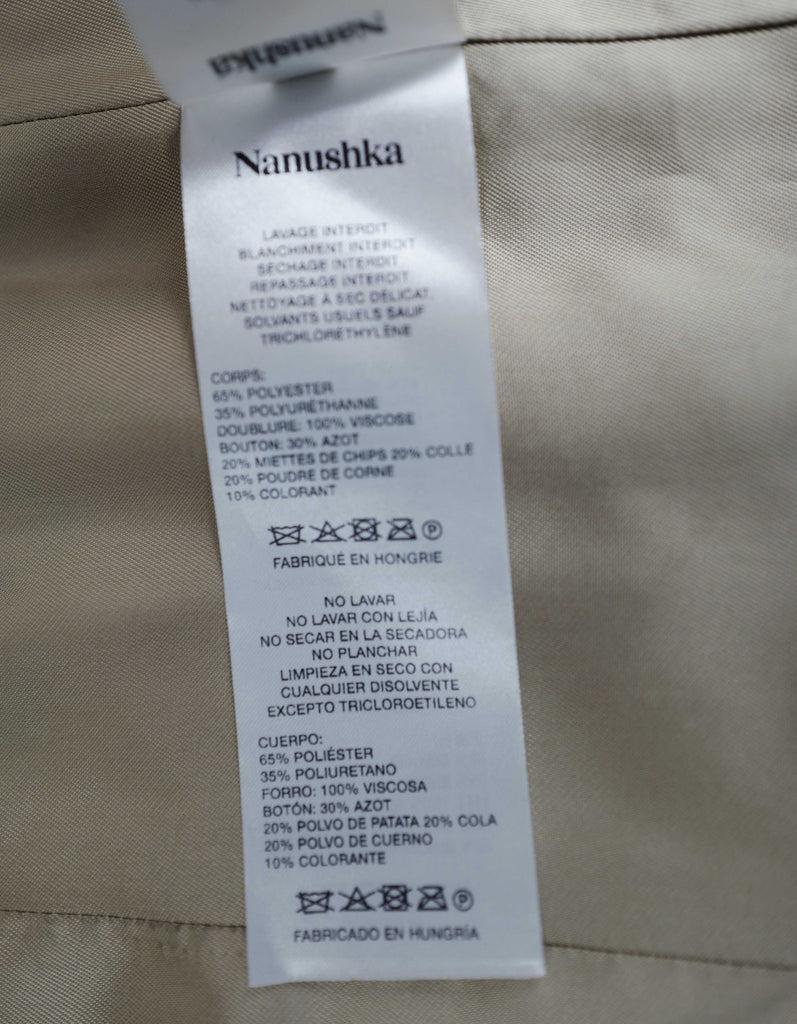 Nanushka
Nanushka
LAVAGE INTERDIT
BLANCHIMENT INTERDIT
SÉCHAGE INTERDIT
REPASSAGE INTERDIT
NETTOYAGE À SEC DÉLICAT.
SOLVANTS USUELS SAUF
TRICHLORÉTHYLÈNE
CORPS:
65% POLYESTER
35% POLYURÉTHANNE
DOUBLURE: 100% VISCOSE
BOUTON: 30% AZOT
20% MIETTES DE CHIPS 20% COLLE
20% POUDRE DE CORNE
10% COLORANT
P
FABRIQUÉ EN HONGRIE
NO LAVAR
NO LAVAR CON LEJÍA
NO SECAR EN LA SECADORA
NO PLANCHAR
LIMPIEZA EN SECO CON
CUALQUIER DISOLVENTE
EXCEPTO TRICLOROETILENO
CUERPO:
65% POLIÉSTER
35% POLIURETANO
FORRO: 100% VISCOSA
BOTÓN: 30% AZOT
20% POLVO DE PATATA 20% COLA
20% POLVO DE CUERNO
10% COLORANTE
P
FABRICADO EN HUNGRÍA